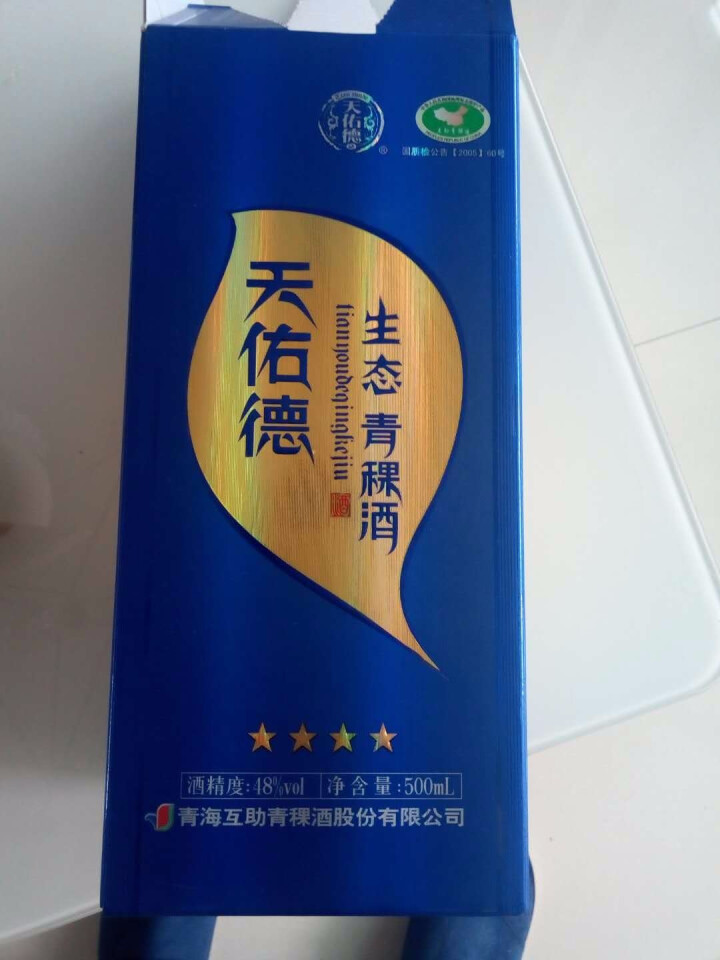 天佑德
®
国质检公告【2005】60号
天佑德
tianyoudeqingkejiu
生态 青稞酒
酒
酒精度:48%vol 净含量:500mL
青海互助青稞酒股份有限公司